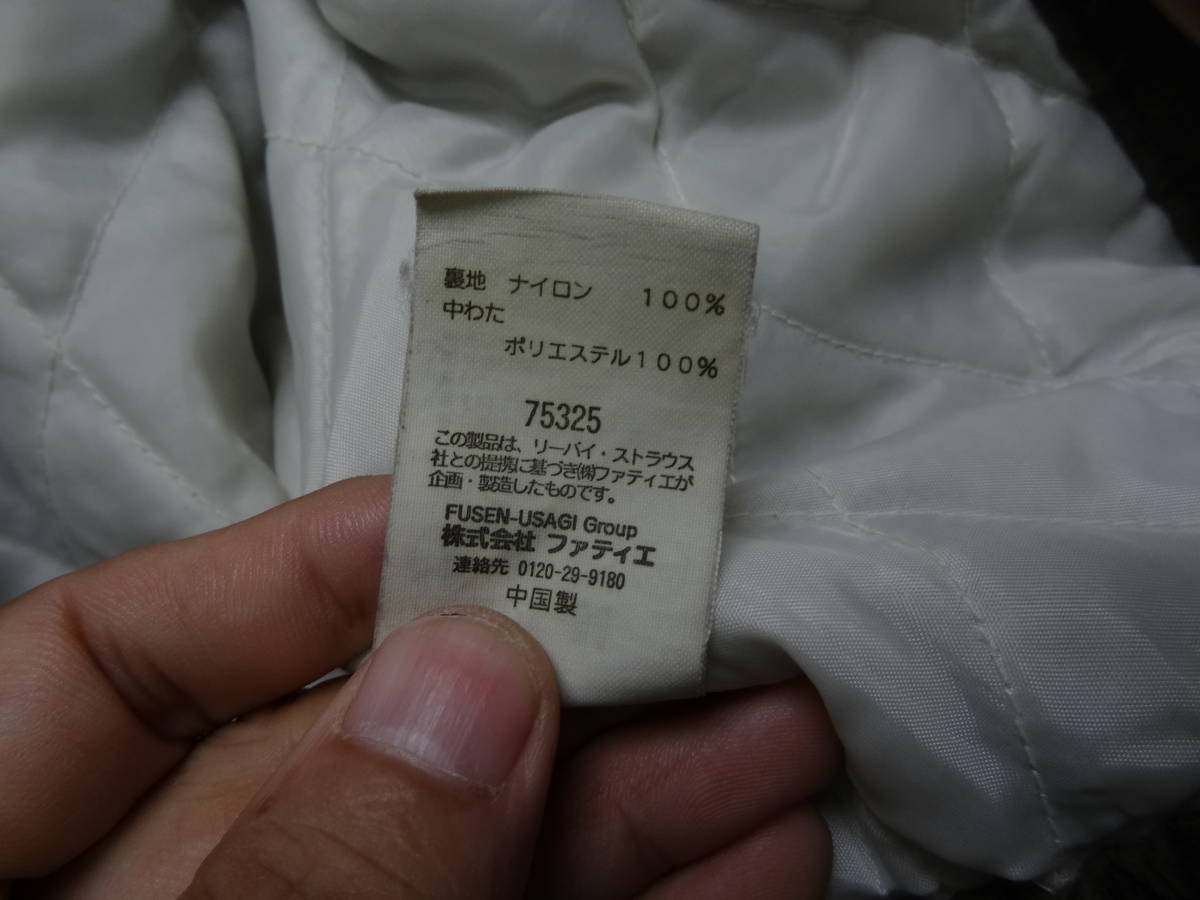 裏地 ナイロン 100%
中わた
ポリエステル100%
75325
この製品は、リーバイ・ストラウス
社との提携に基づき㈱ファティエが
企画・製造したものです。
FUSEN-USAGI Group
株式会社 ファティエ
連絡先 0120-29-9180
中国製